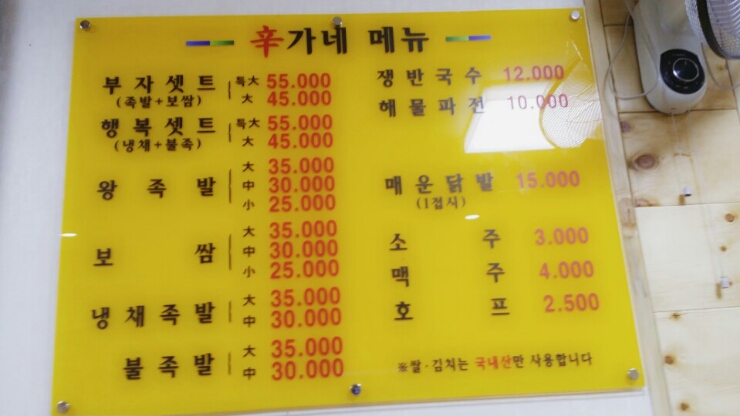 辛가네 메뉴
부자셋트 특大 55.000
(족발+보쌈) 大 45.000
행복셋트 특大 55.000
(냉채+불족) 大 45.000
왕족발 大 35.000
中 30.000
小 25.000
보쌈 大 35.000
中 30.000
小 25.000
냉채족발 大 35.000
中 30.000
불족발 大 35.000
中 30.000
쟁반국수 12.000
해물파전 10.000
매운닭발 15.000
(1접시)
소주 3.000
맥주 4.000
호프 2.500
※쌀·김치는 국내산만 사용합니다